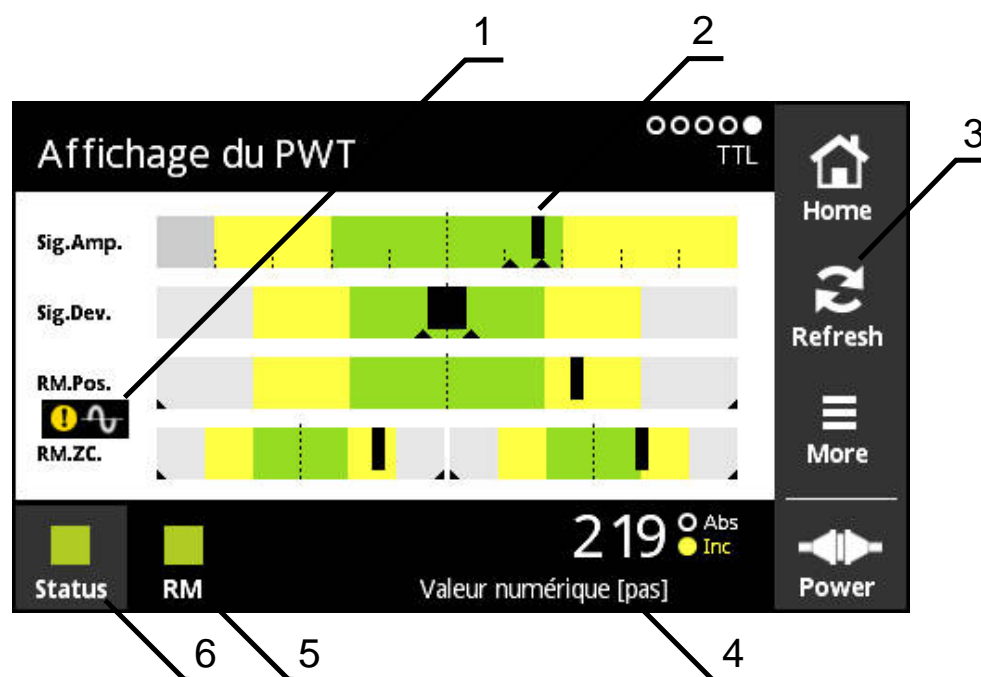 1
2
3
Affichage du PWT
TTL
Home
Sig.Amp.
Sig.Dev.
Refresh
RM.Pos.
RM.ZC.
More
219
Abs
Inc
Status
RM
Valeur numérique [pas]
Power
6
5
4